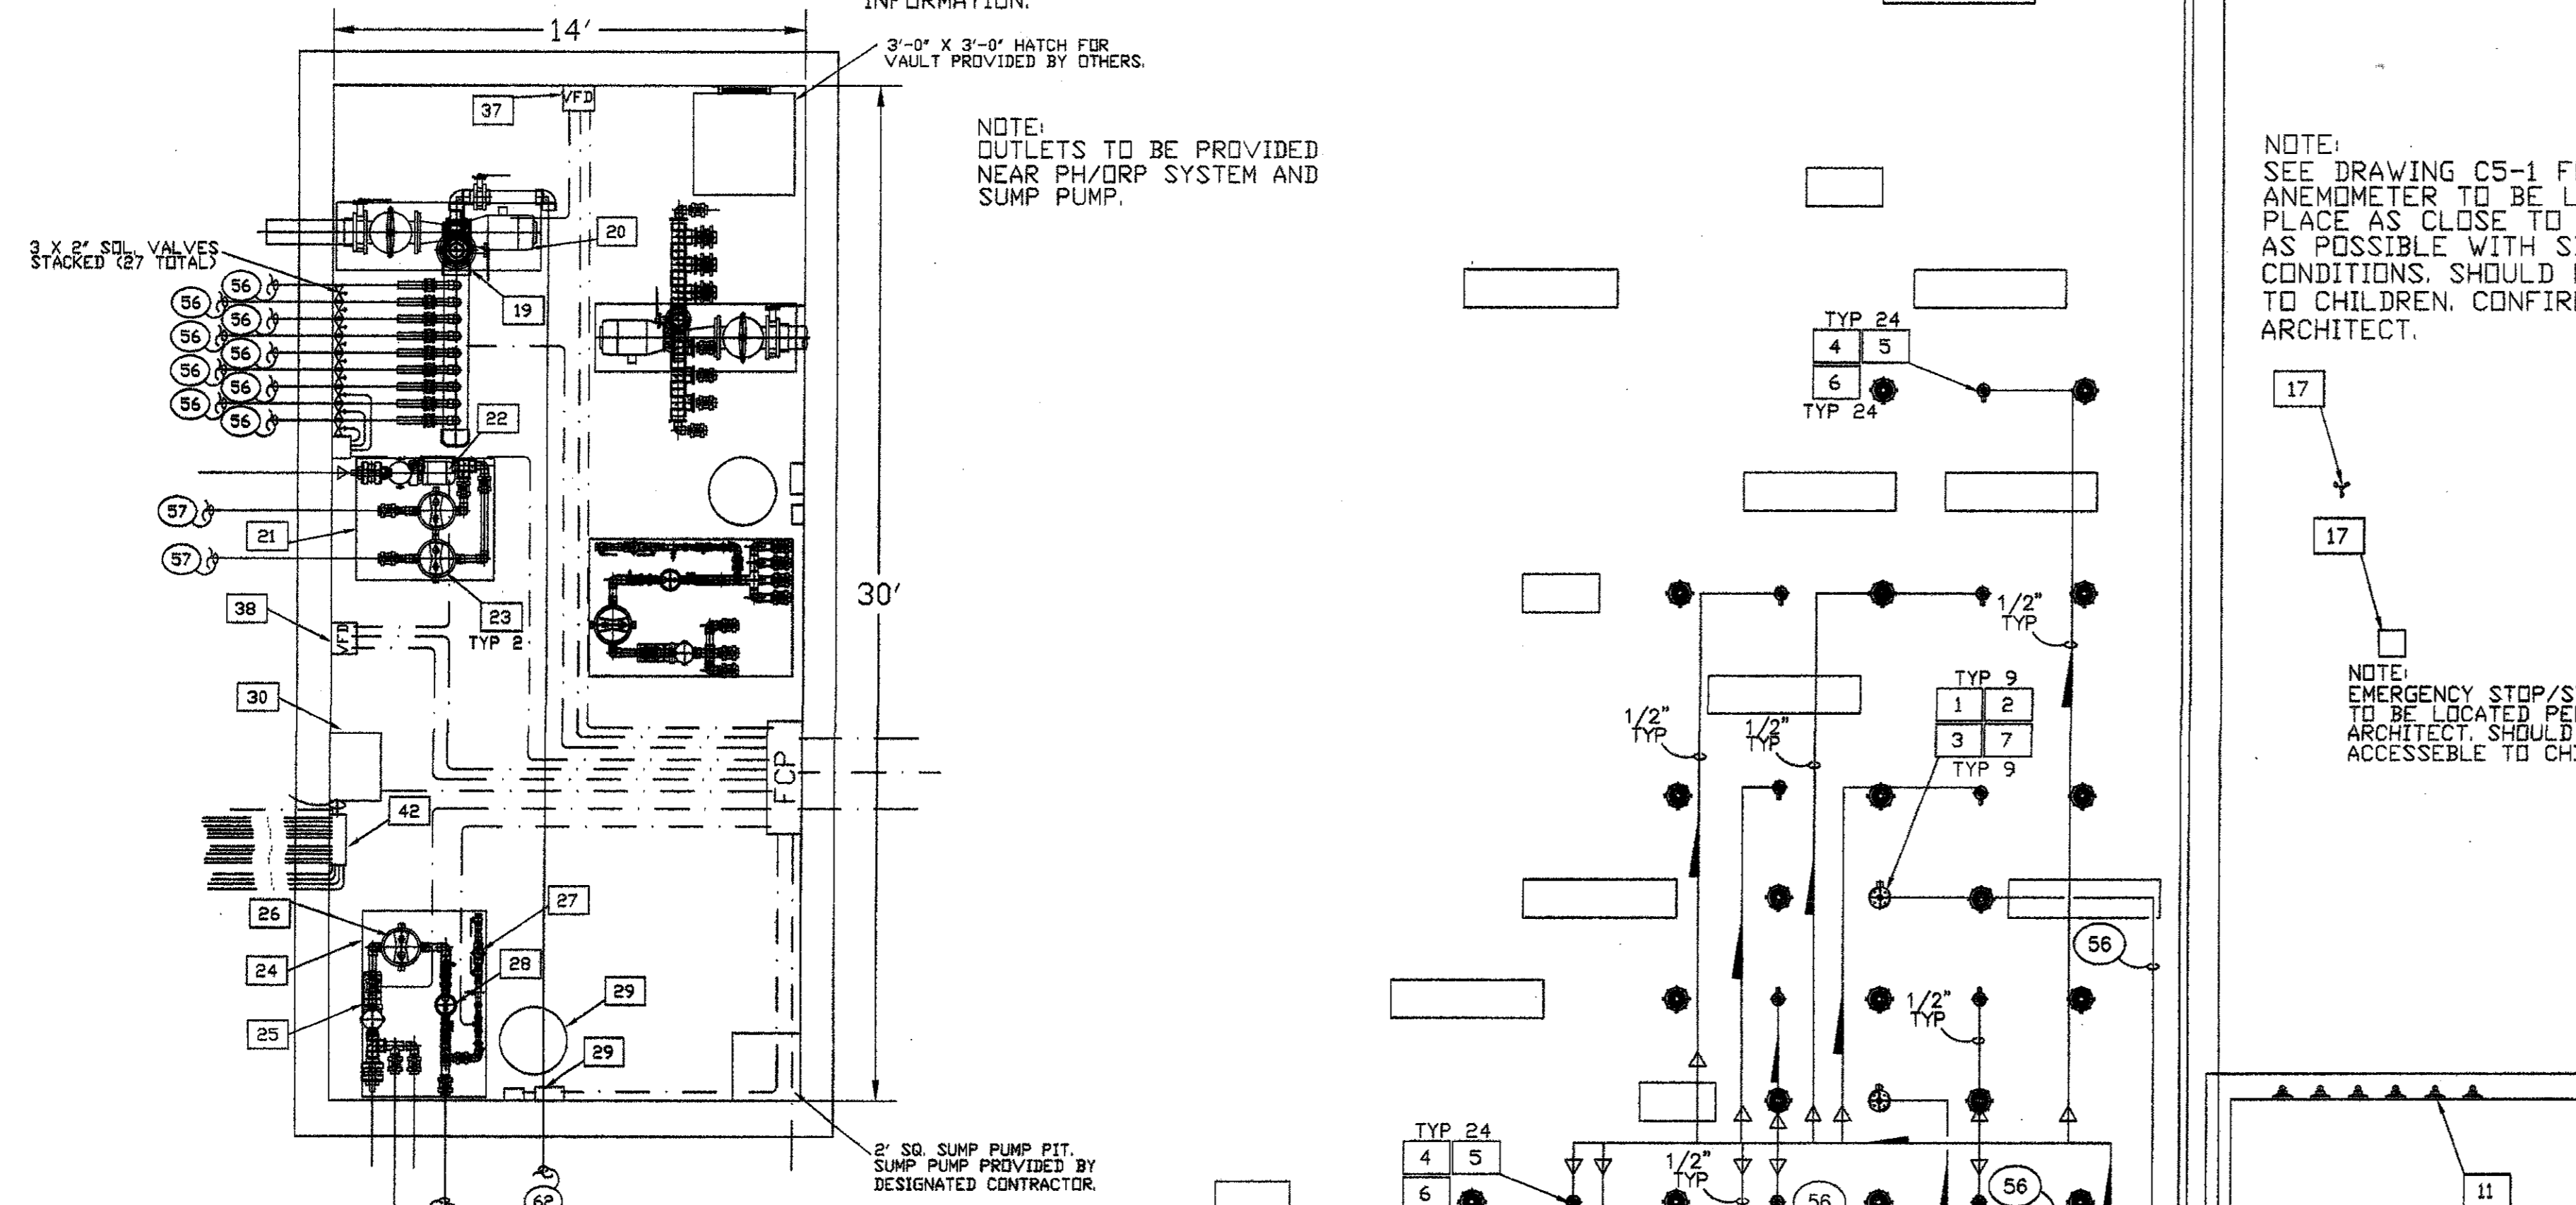 INFORMATION.
14'
3'-0" X 3'-0" HATCH FOR
VAULT PROVIDED BY OTHERS.
37
VFD
NOTE:
OUTLETS TO BE PROVIDED
NEAR PH/ORP SYSTEM AND
SUMP PUMP.
20
3 X 2" SOL. VALVES
STACKED (27 TOTAL)
19
56
56
56
56
56
56
56
56
56
22
57
21
57
23
TYP 2
38
VFD
30'
30
FCP
42
26
27
24
28
25
29
29
2' SQ. SUMP PUMP PIT.
SUMP PUMP PROVIDED BY
DESIGNATED CONTRACTOR.
62
TYP 24
4 5
6
TYP 24
1/2"
TYP
TYP 9
1 2
3 7
TYP 9
1/2"
TYP
1/2"
TYP
56
1/2"
TYP
TYP 24
4 5
6
1/2"
TYP
56
56
NOTE:
SEE DRAWING C5-1 F
ANEMOMETER TO BE L
PLACE AS CLOSE TO
AS POSSIBLE WITH S
CONDITIONS. SHOULD
TO CHILDREN. CONFIR
ARCHITECT.
17
17
NOTE:
EMERGENCY STOP/S
TO BE LOCATED PE
ARCHITECT. SHOULD
ACCESSEBLE TO CH
11